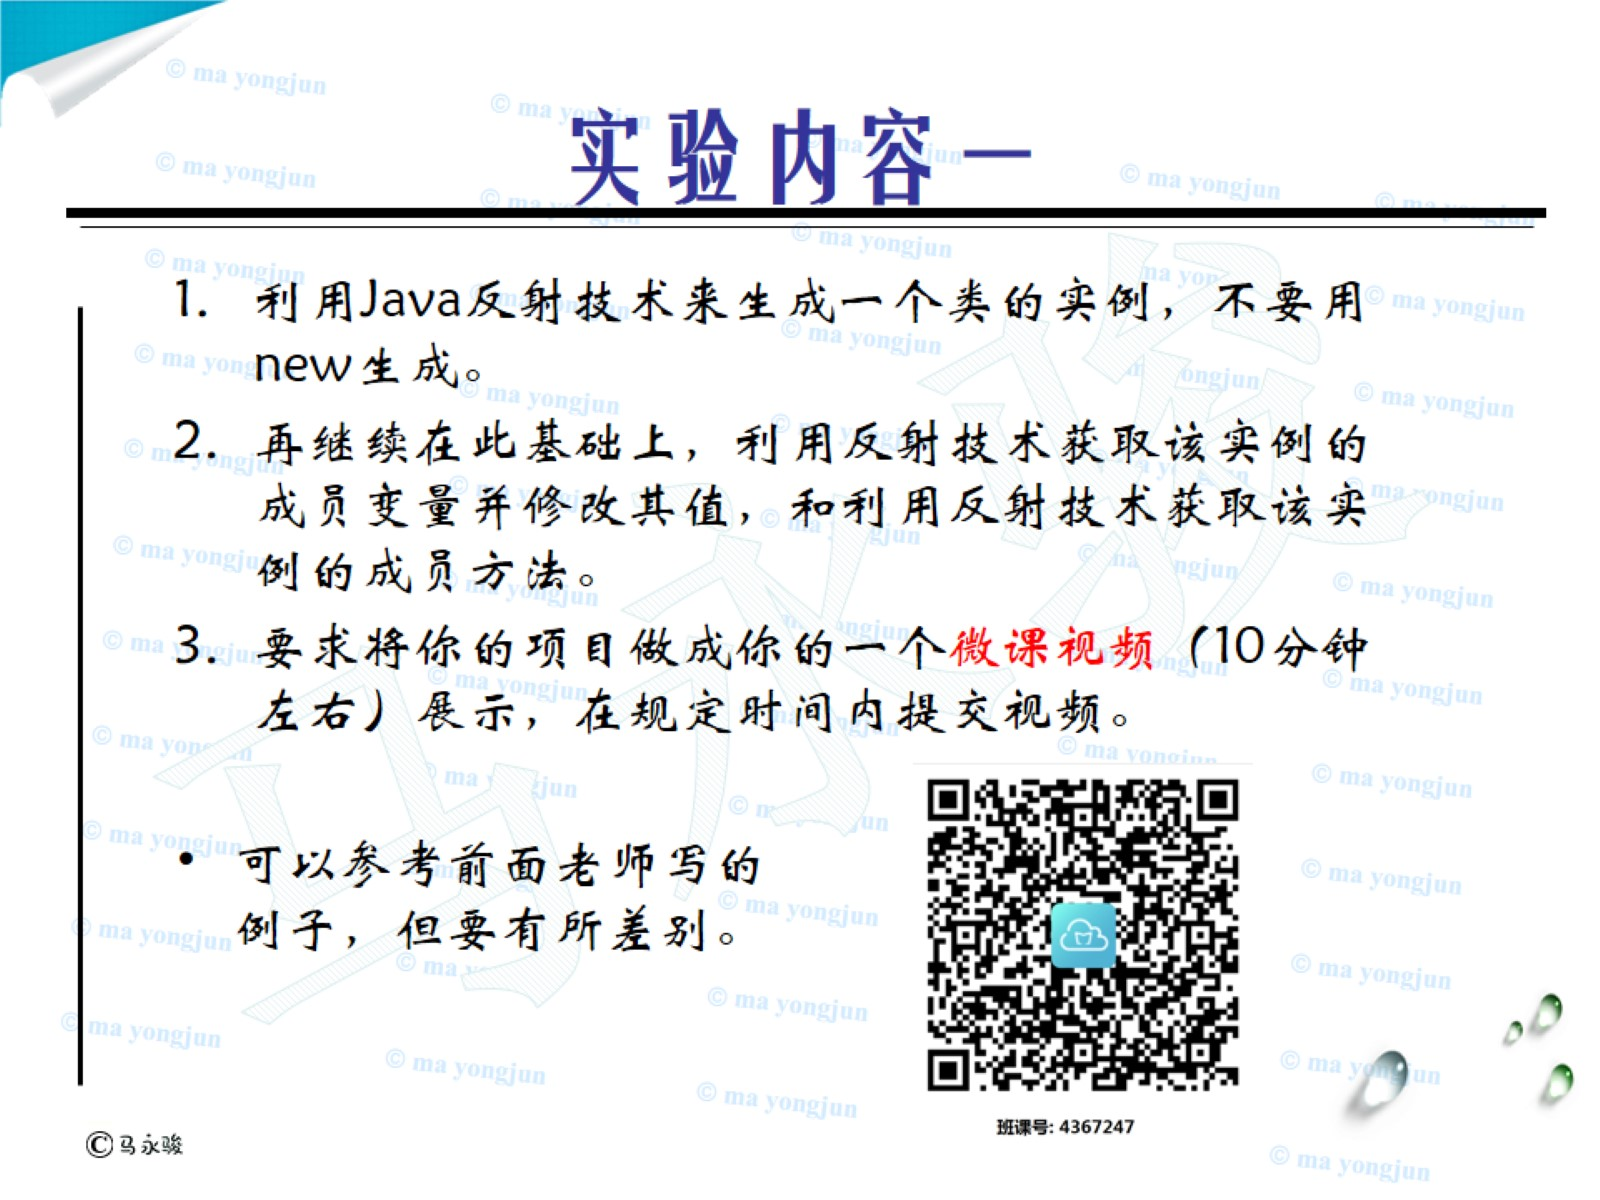 实验内容一
1. 利用Java反射技术来生成一个类的实例，不要用
new生成。
2. 再继续在此基础上，利用反射技术获取该实例的
成员变量并修改其值，和利用反射技术获取该实
例的成员方法。
3. 要求将你的项目做成你的一个微课视频（10分钟
左右）展示，在规定时间内提交视频。
• 可以参考前面老师写的
例子，但要有所差别。
班课号: 4367247
©马永骏
马永骏
© ma yongjun